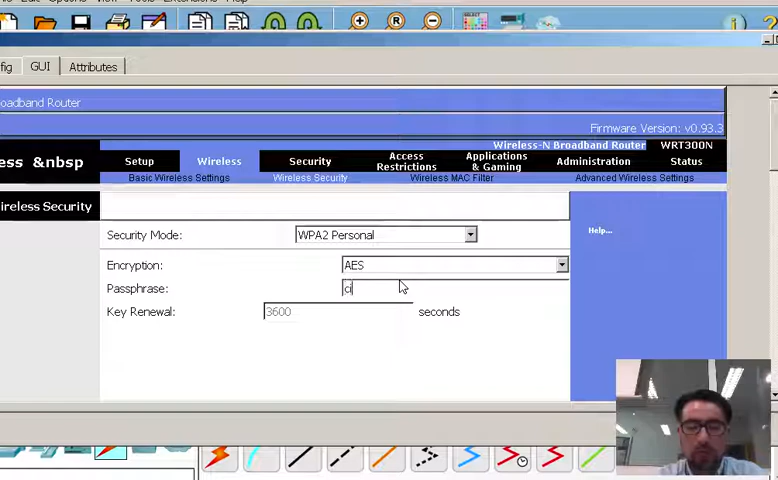 GUI Attributes
oadband Router
Firmware Version: v0.93.3
Wireless-N Broadband Router WRT300N
ess &nbsp Setup Wireless Security Access Restrictions Applications & Gaming Administration Status
Basic Wireless Settings Wireless Security Wireless MAC Filter Advanced Wireless Settings
ireless Security
Security Mode: WPA2 Personal
Help...
Encryption: AES
Passphrase: ci
Key Renewal: 3600 seconds